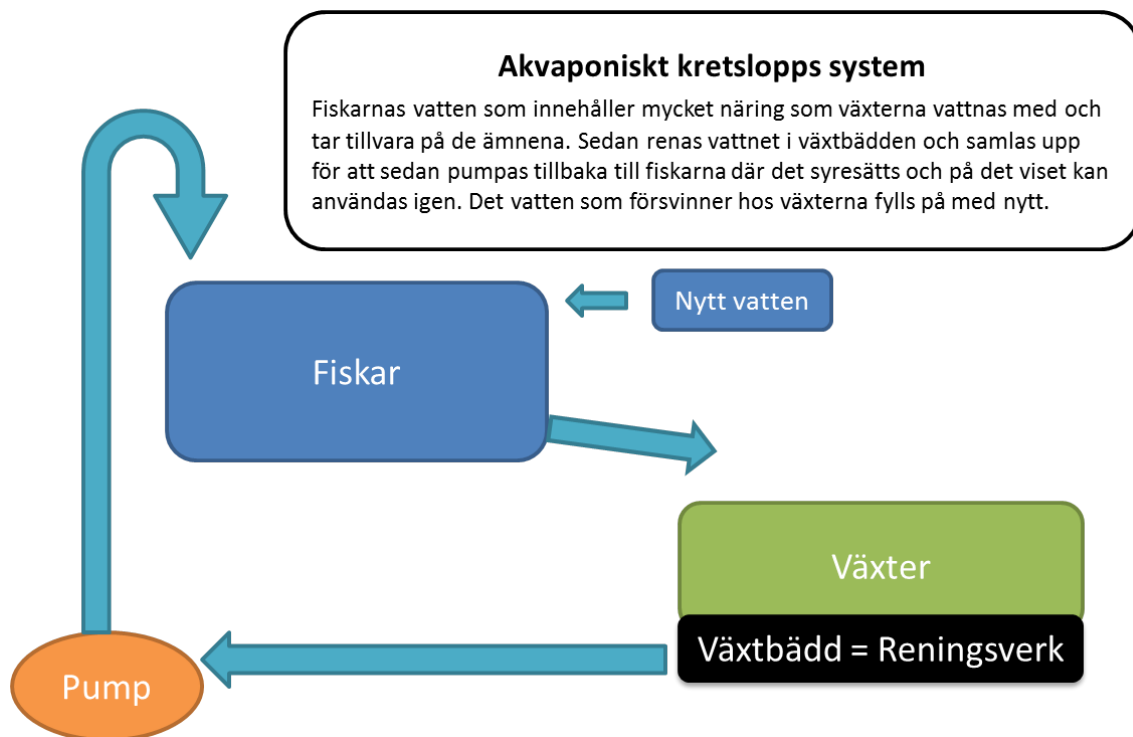 Akvaponiskt kretslopps system
Fiskarnas vatten som innehåller mycket näring som växterna vattnas med och
tar tillvara på de ämnena. Sedan renas vattnet i växtbädden och samlas upp
för att sedan pumpas tillbaka till fiskarna där det syresätts och på det viset kan
användas igen. Det vatten som försvinner hos växterna fylls på med nytt.
Nytt vatten
Fiskar
Växter
Växtbädd = Reningsverk
Pump